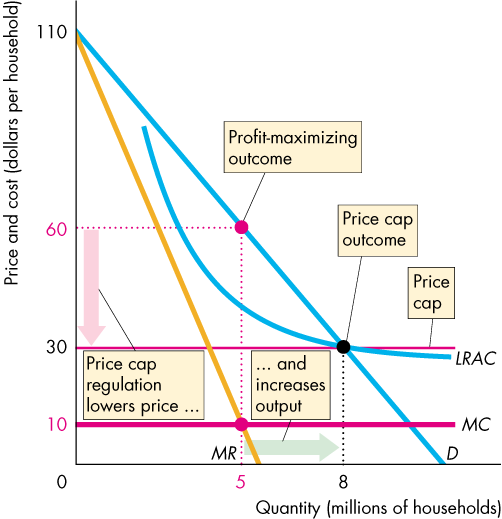 Price and cost (dollars per household)
110
Profit-maximizing
outcome
60
Price cap
outcome
Price
cap
30
LRAC
Price cap
regulation
lowers price ...
... and
increases
output
10
MC
MR
D
0
5
8
Quantity (millions of households)